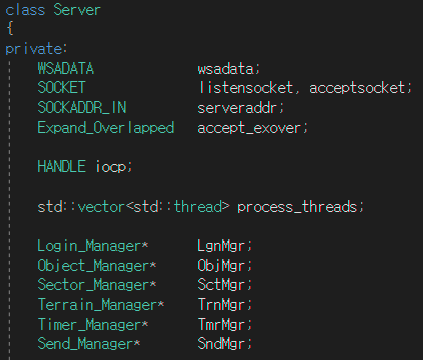 class Server
{
private:
WSADATA wsadata;
SOCKET listensocket, acceptsocket;
SOCKADDR_IN serveraddr;
Expand_Overlapped accept_exover;
HANDLE iocp;
std::vector<std::thread> process_threads;
Login_Manager* LgnMgr;
Object_Manager* ObjMgr;
Sector_Manager* SctMgr;
Terrain_Manager* TrnMgr;
Timer_Manager* TmrMgr;
Send_Manager* SndMgr;